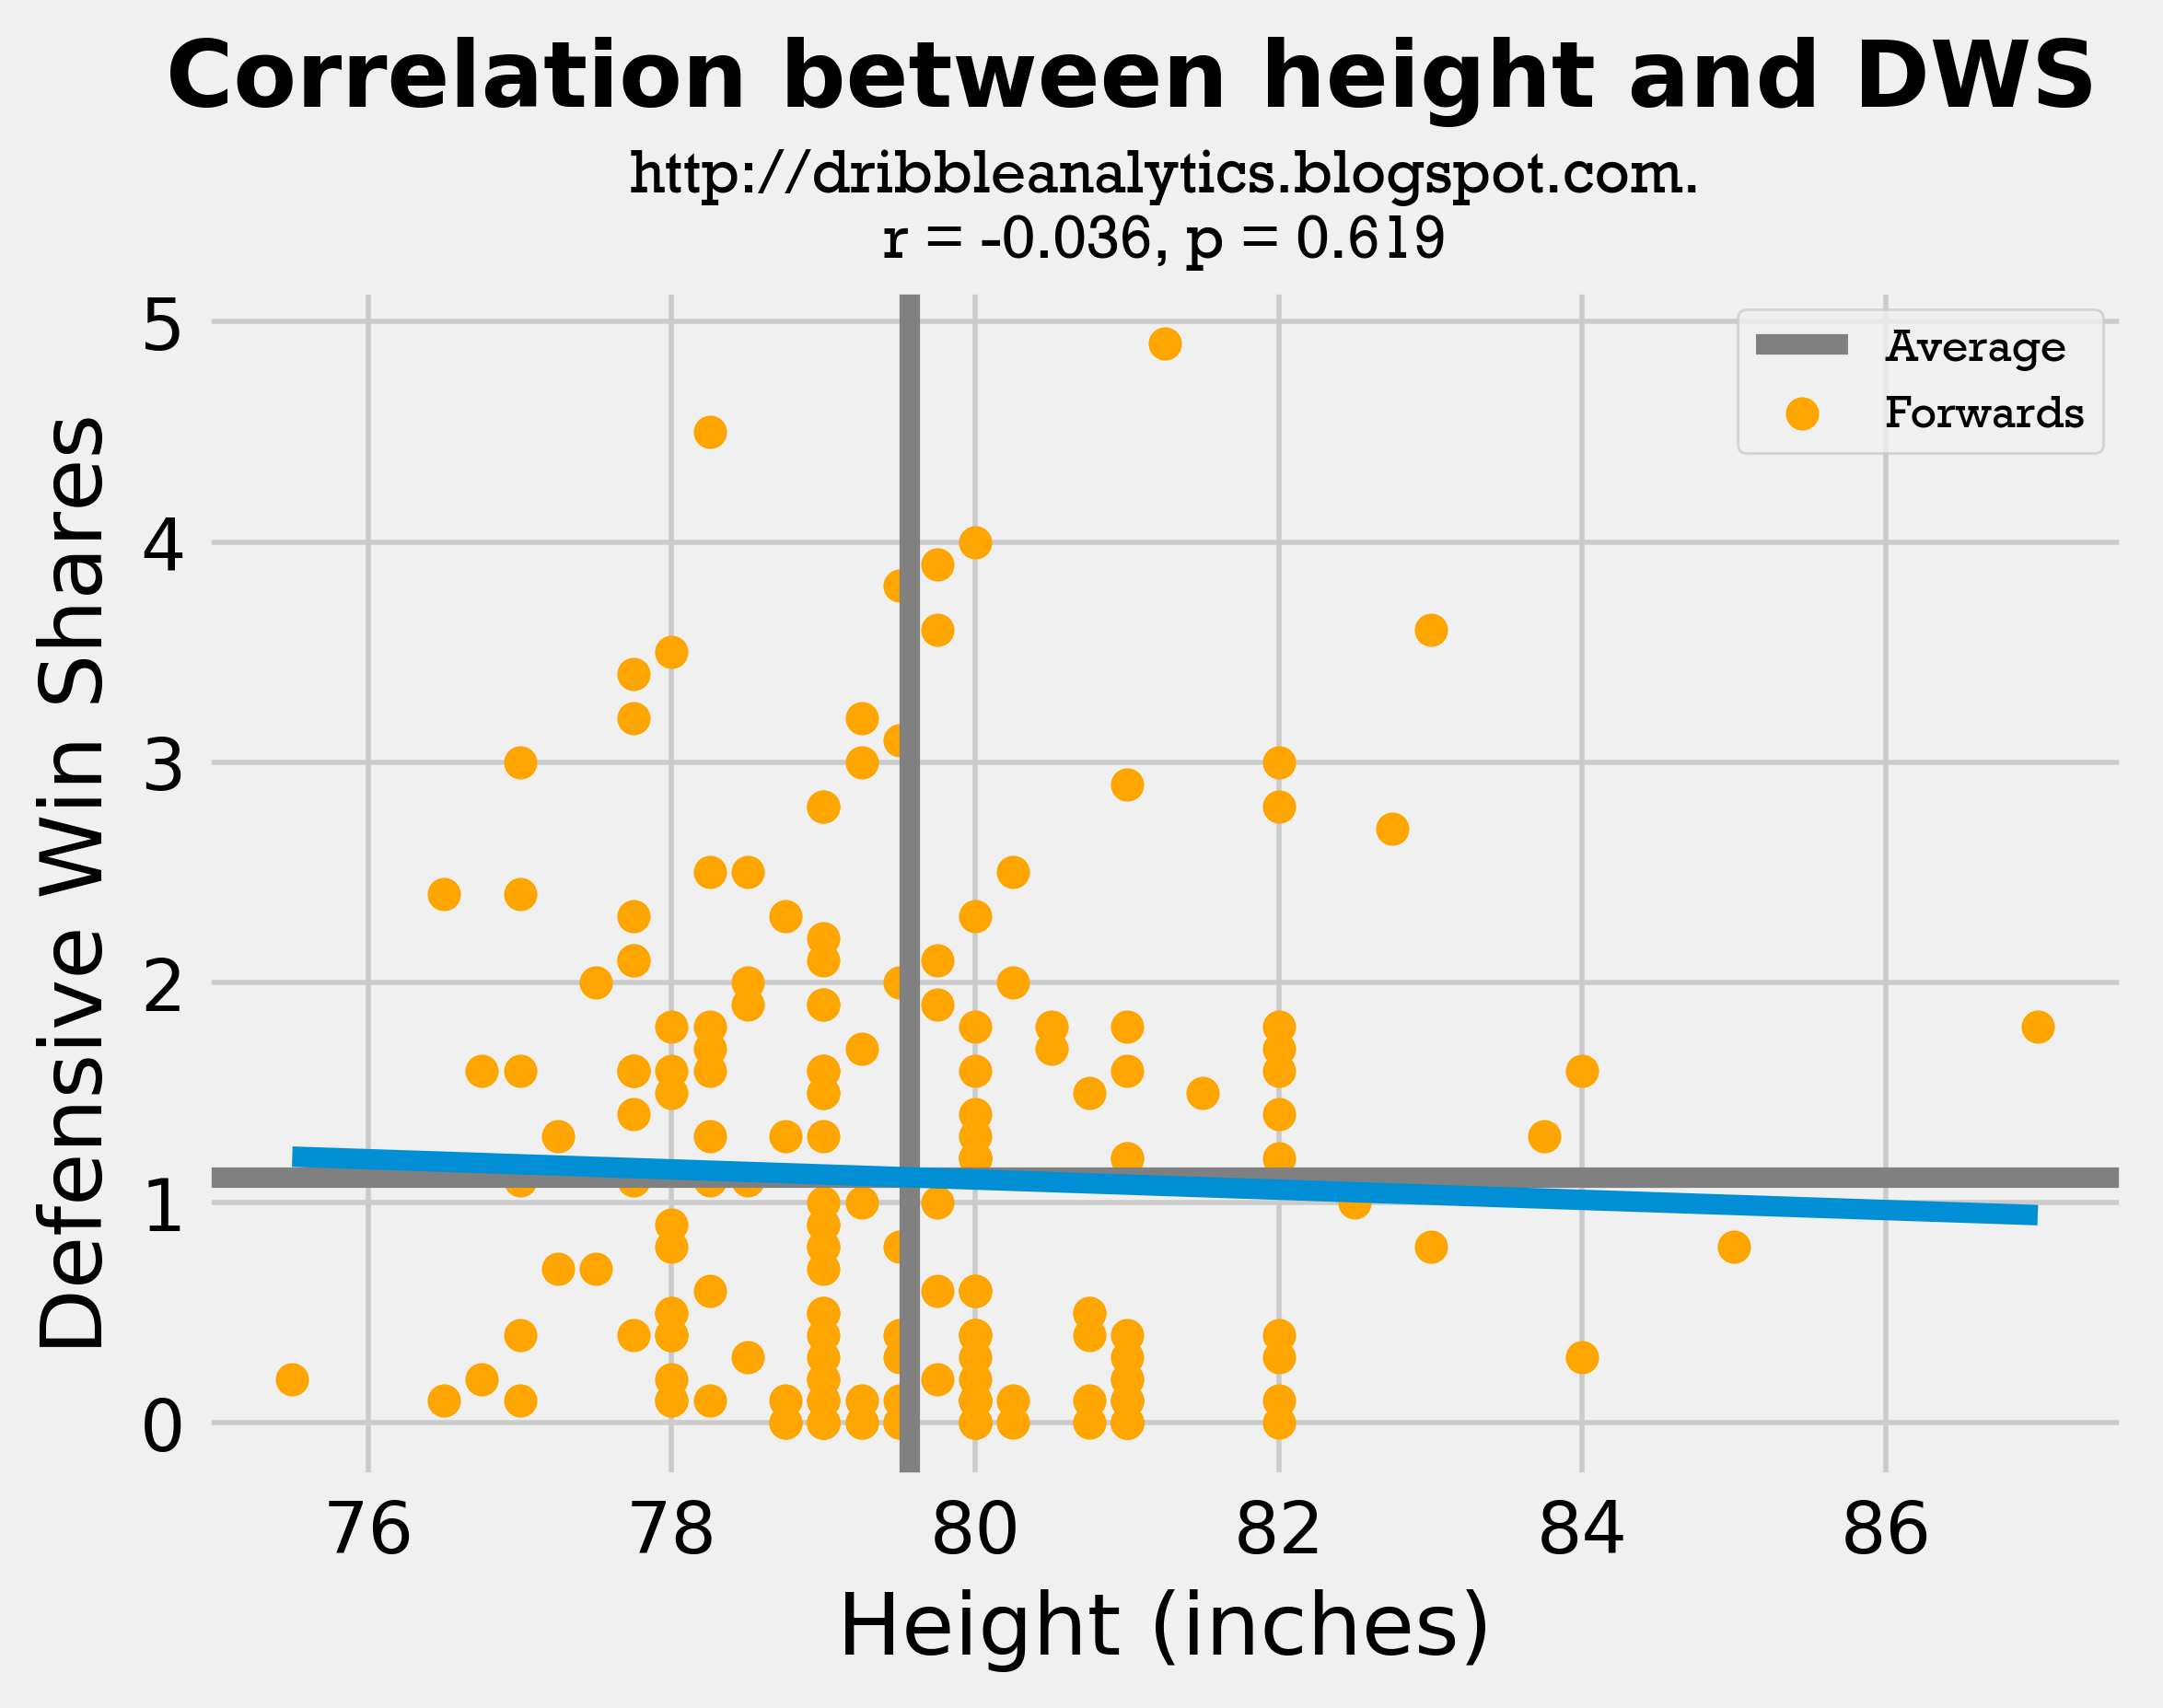 Correlation between height and DWS
http://dribbleanalytics.blogspot.com.
r = -0.036, p = 0.619
Average
Forwards
Defensive Win Shares
5
4
3
2
1
0
76 78 80 82 84 86
Height (inches)